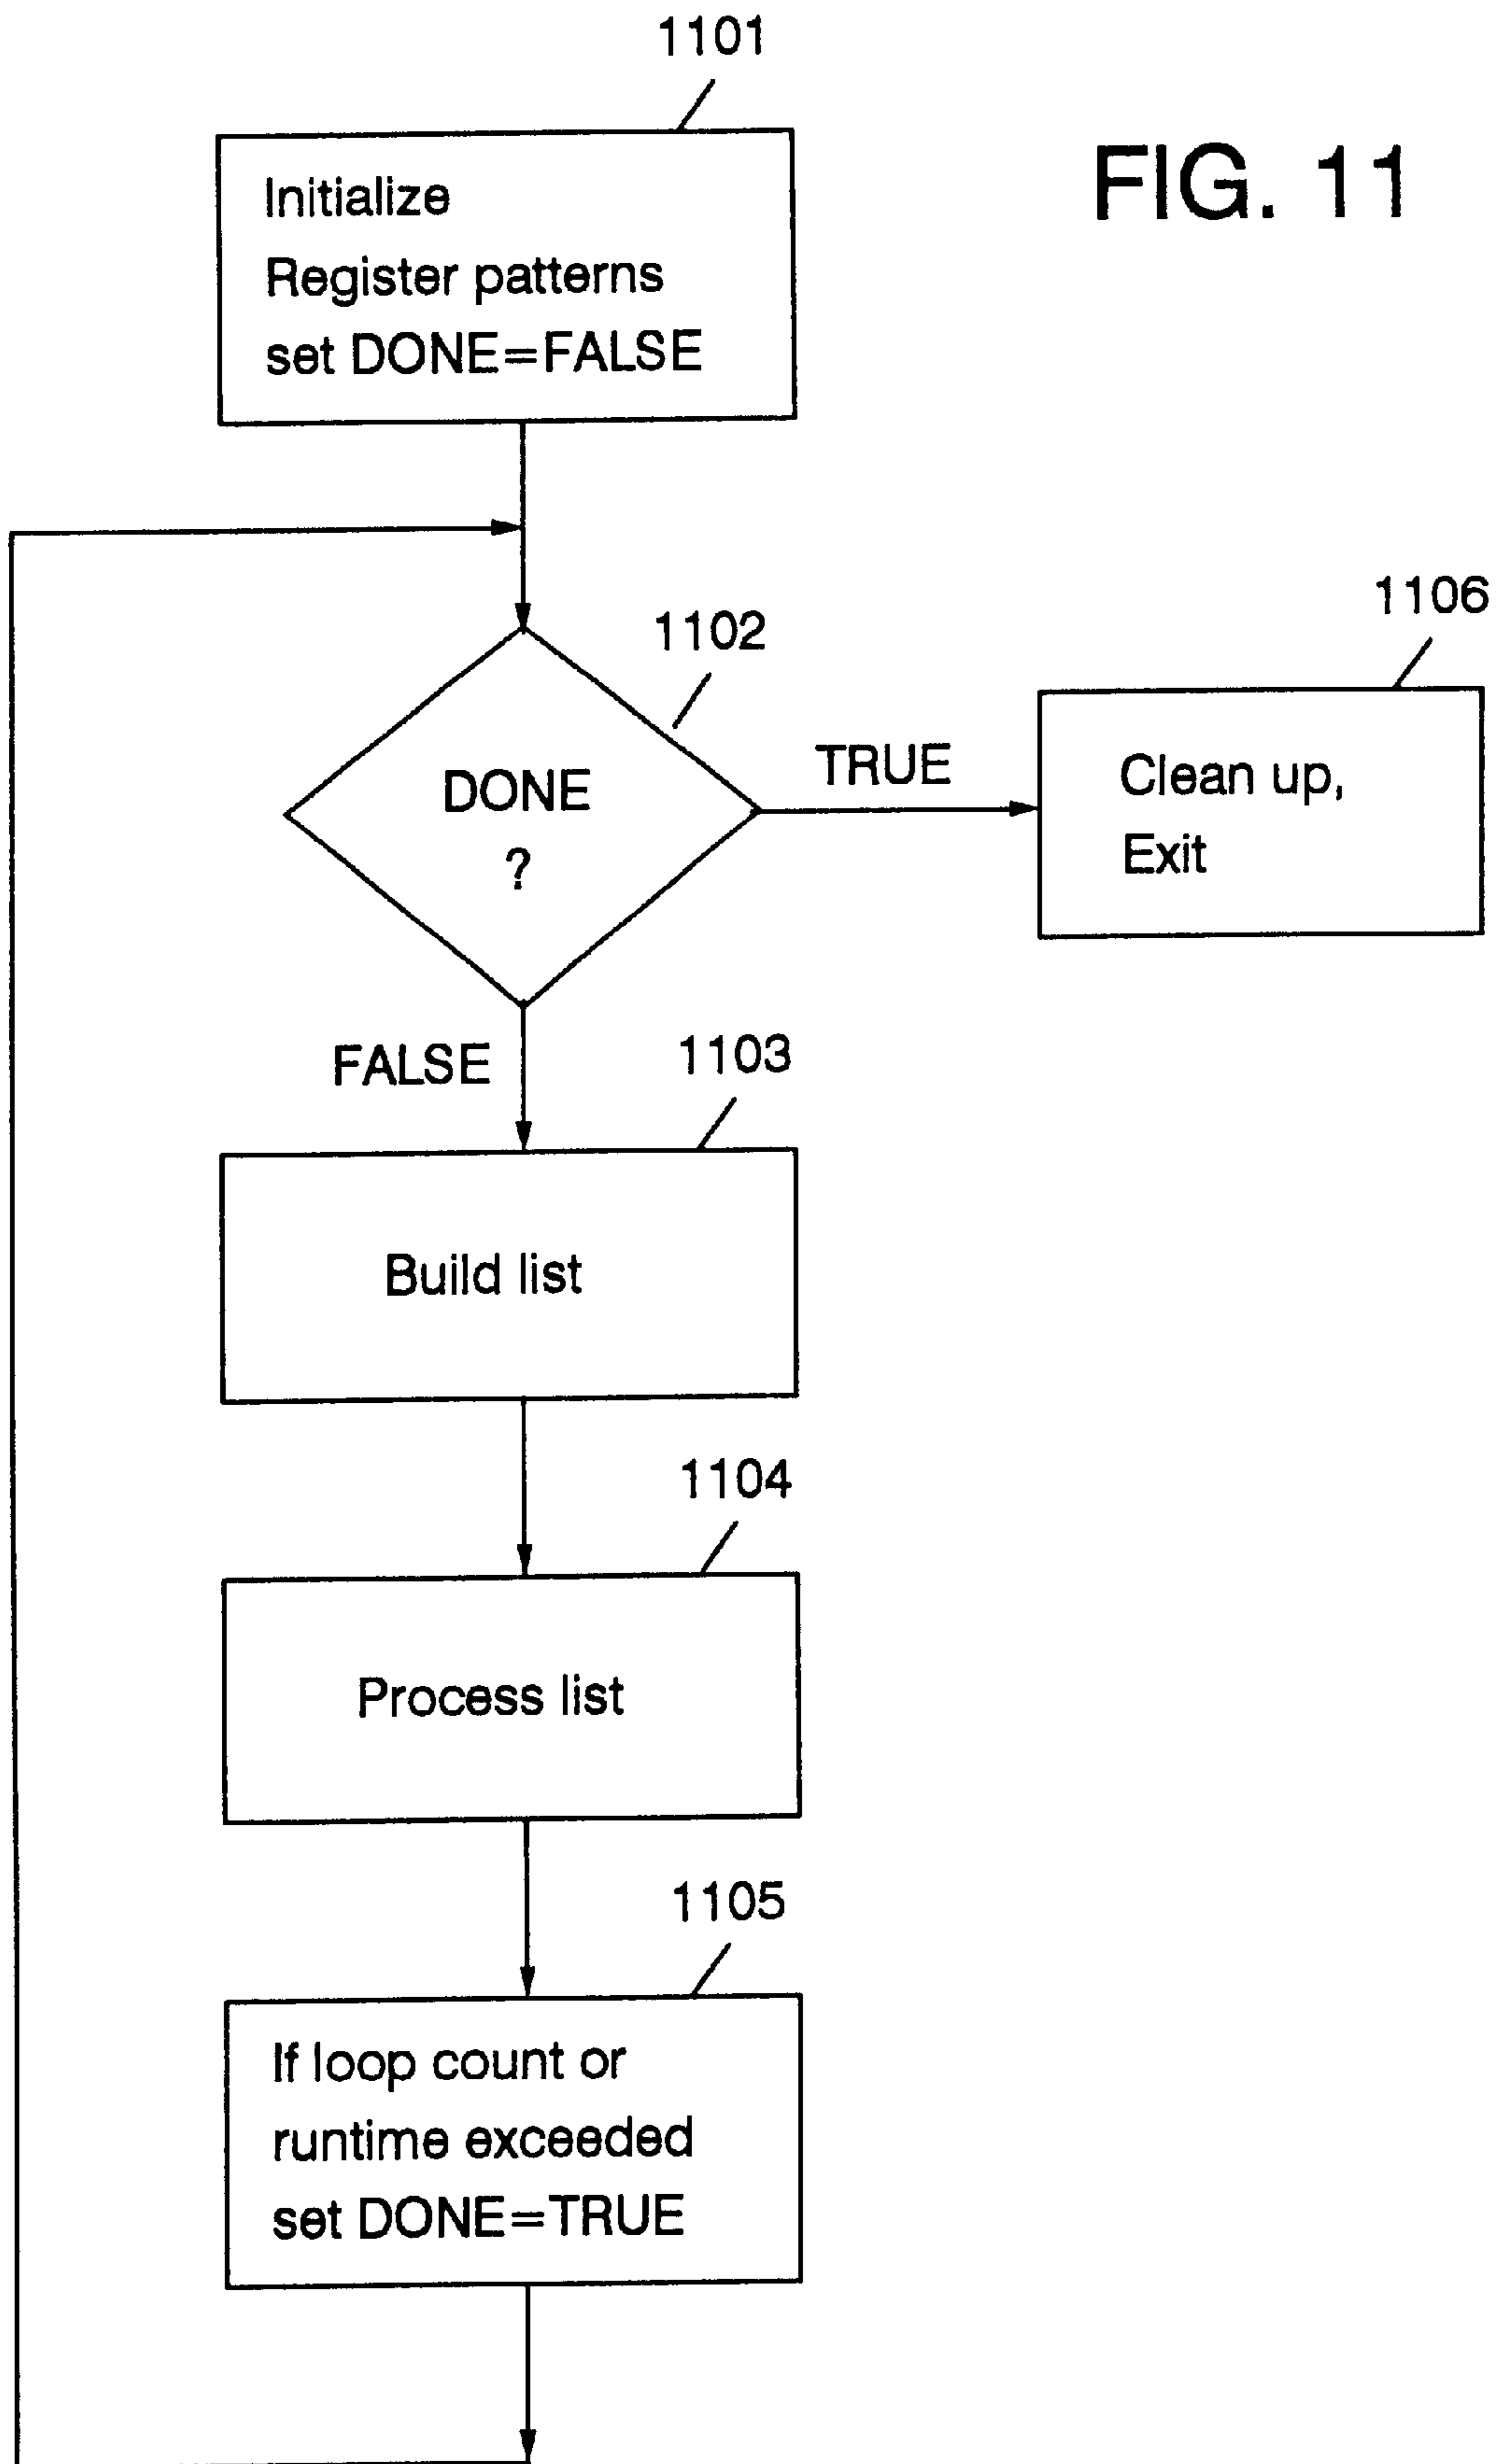 1101
FIG. 11
Initialize
Register patterns
set DONE=FALSE
1102
1106
DONE
?
TRUE
Clean up,
Exit
FALSE
1103
Build list
1104
Process list
1105
If loop count or
runtime exceeded
set DONE=TRUE